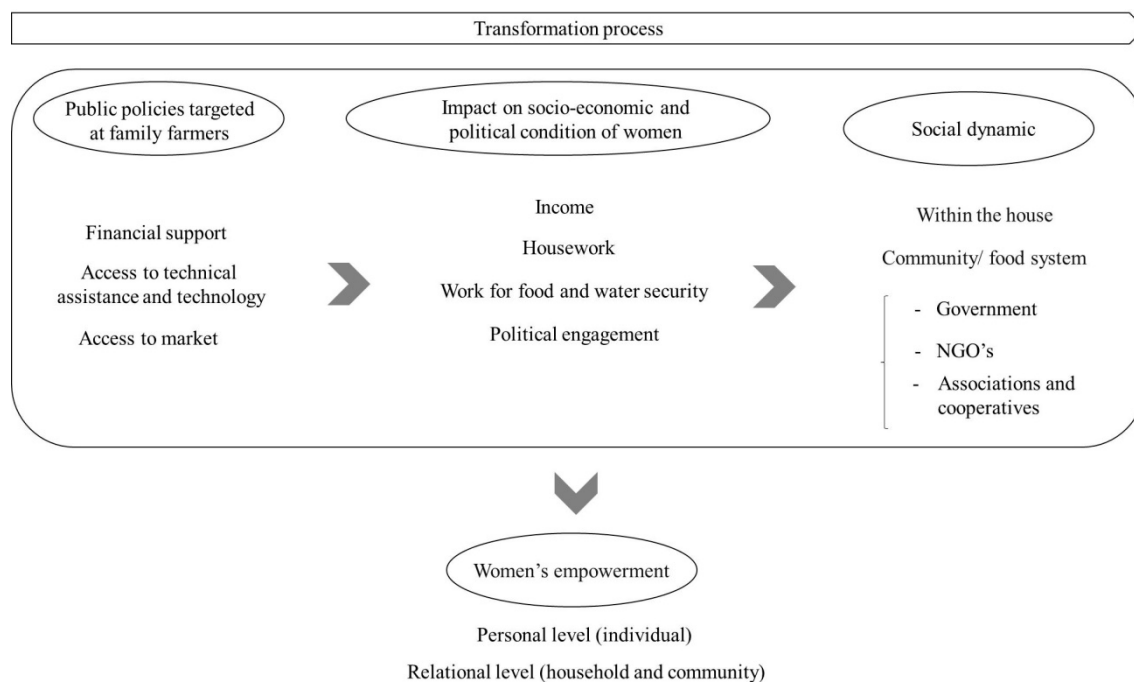 Transformation process
Public policies targeted
at family farmers
Impact on socio-economic and
political condition of women
Social dynamic
Financial support
Access to technical
assistance and technology
Access to market
Income
Housework
Work for food and water security
Political engagement
Within the house
Community/ food system
- Government
- NGO’s
- Associations and
cooperatives
Women’s empowerment
Personal level (individual)
Relational level (household and community)